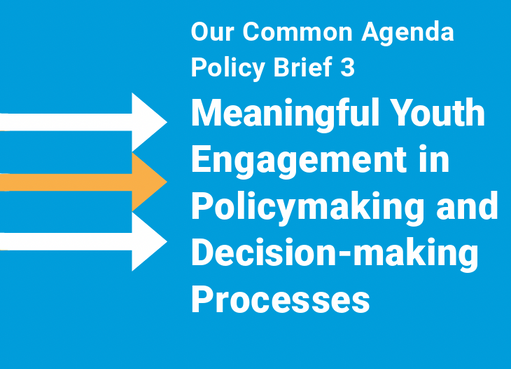 Our Common Agenda
Policy Brief 3
Meaningful Youth
Engagement in
Policymaking and
Decision-making
Processes